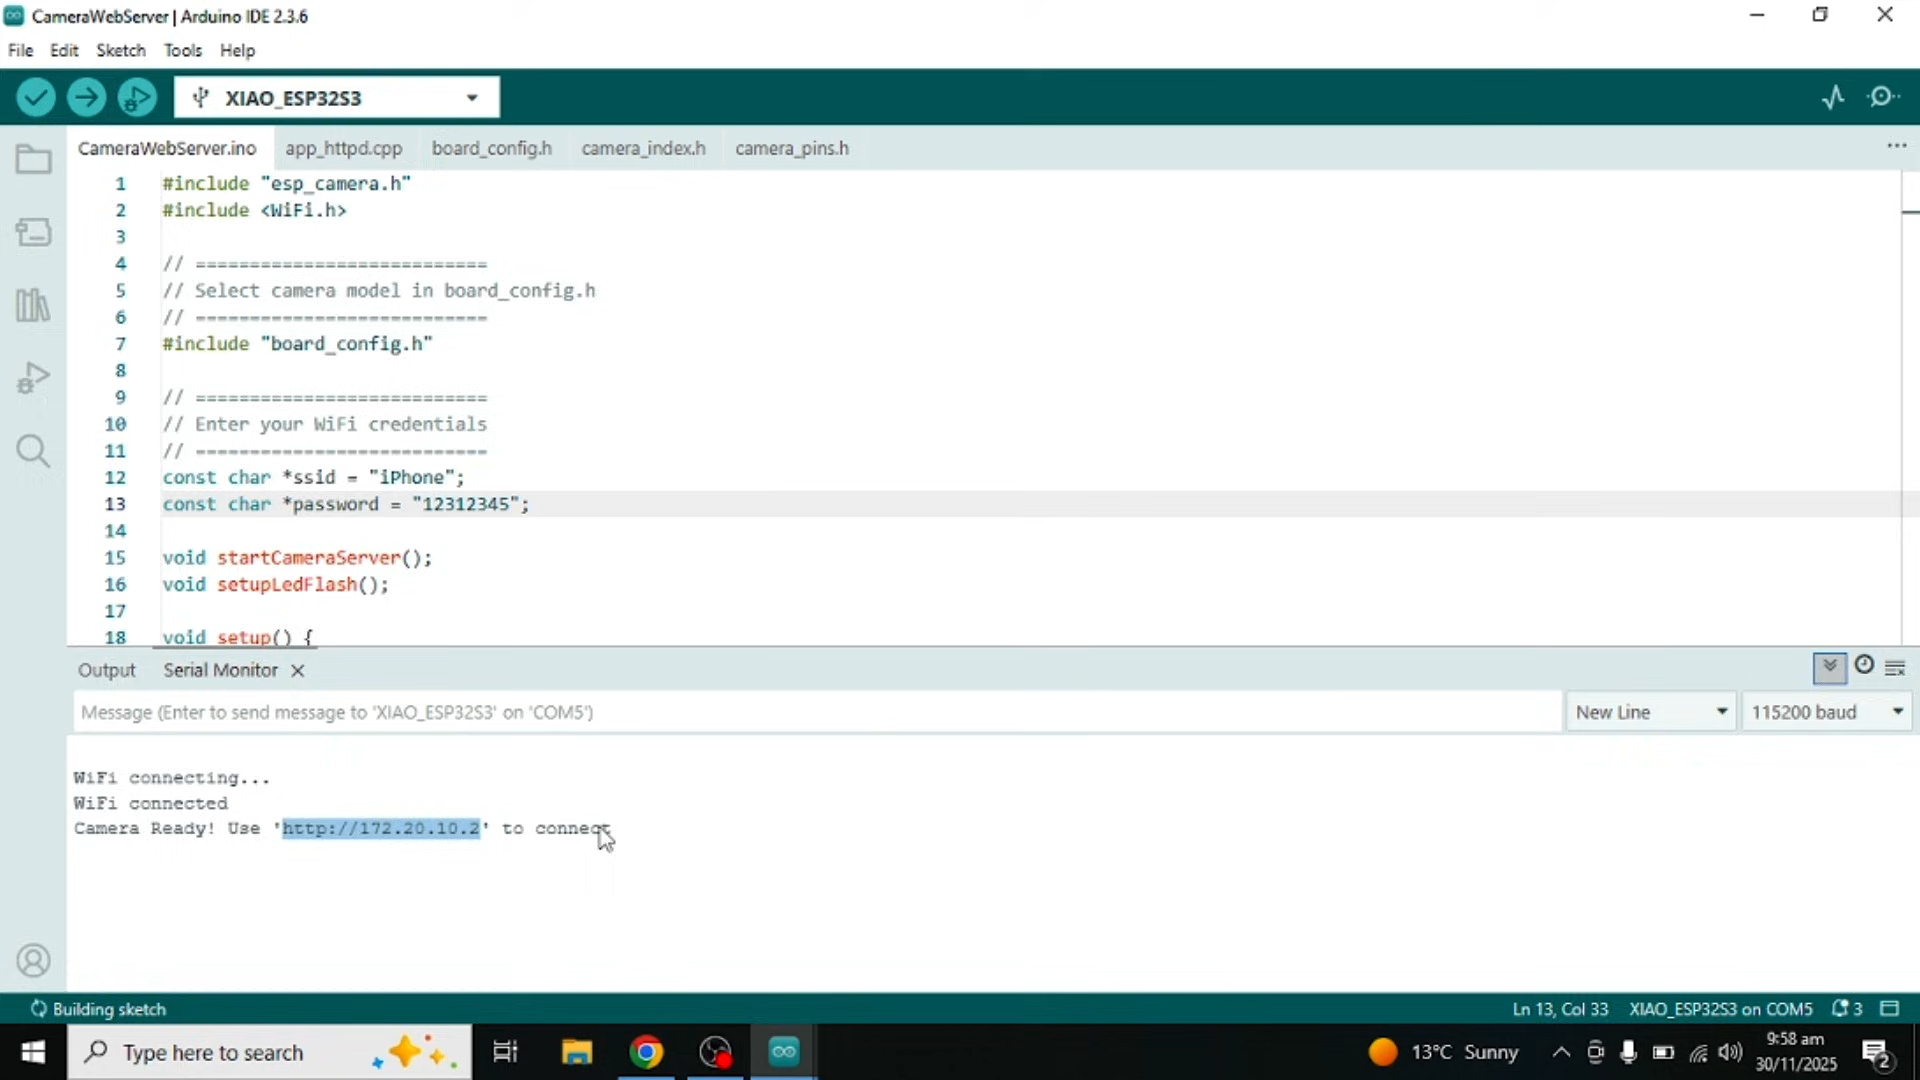 CameraWebServer | Arduino IDE 2.3.6
File Edit Sketch Tools Help
XIAO_ESP32S3
CameraWebServer.ino app_httpd.cpp board_config.h camera_index.h camera_pins.h ...
1 #include "esp_camera.h"
2 #include <WiFi.h>
3
4 // ===========================
5 // Select camera model in board_config.h
6 // ===========================
7 #include "board_config.h"
8
9 // ===========================
10 // Enter your WiFi credentials
11 // ===========================
12 const char *ssid = "iPhone";
13 const char *password = "12312345";
14
15 void startCameraServer();
16 void setupLedFlash();
17
18 void setup() {
Output Serial Monitor
Message (Enter to send message to 'XIAO_ESP32S3' on 'COM5') New Line 115200 baud
WiFi connecting...
WiFi connected
Camera Ready! Use 'http://172.20.10.2' to connect
Building sketch Ln 13, Col 33 XIAO_ESP32S3 on COM5 3
Type here to search 13°C Sunny 9:58 am
30/11/2025 2